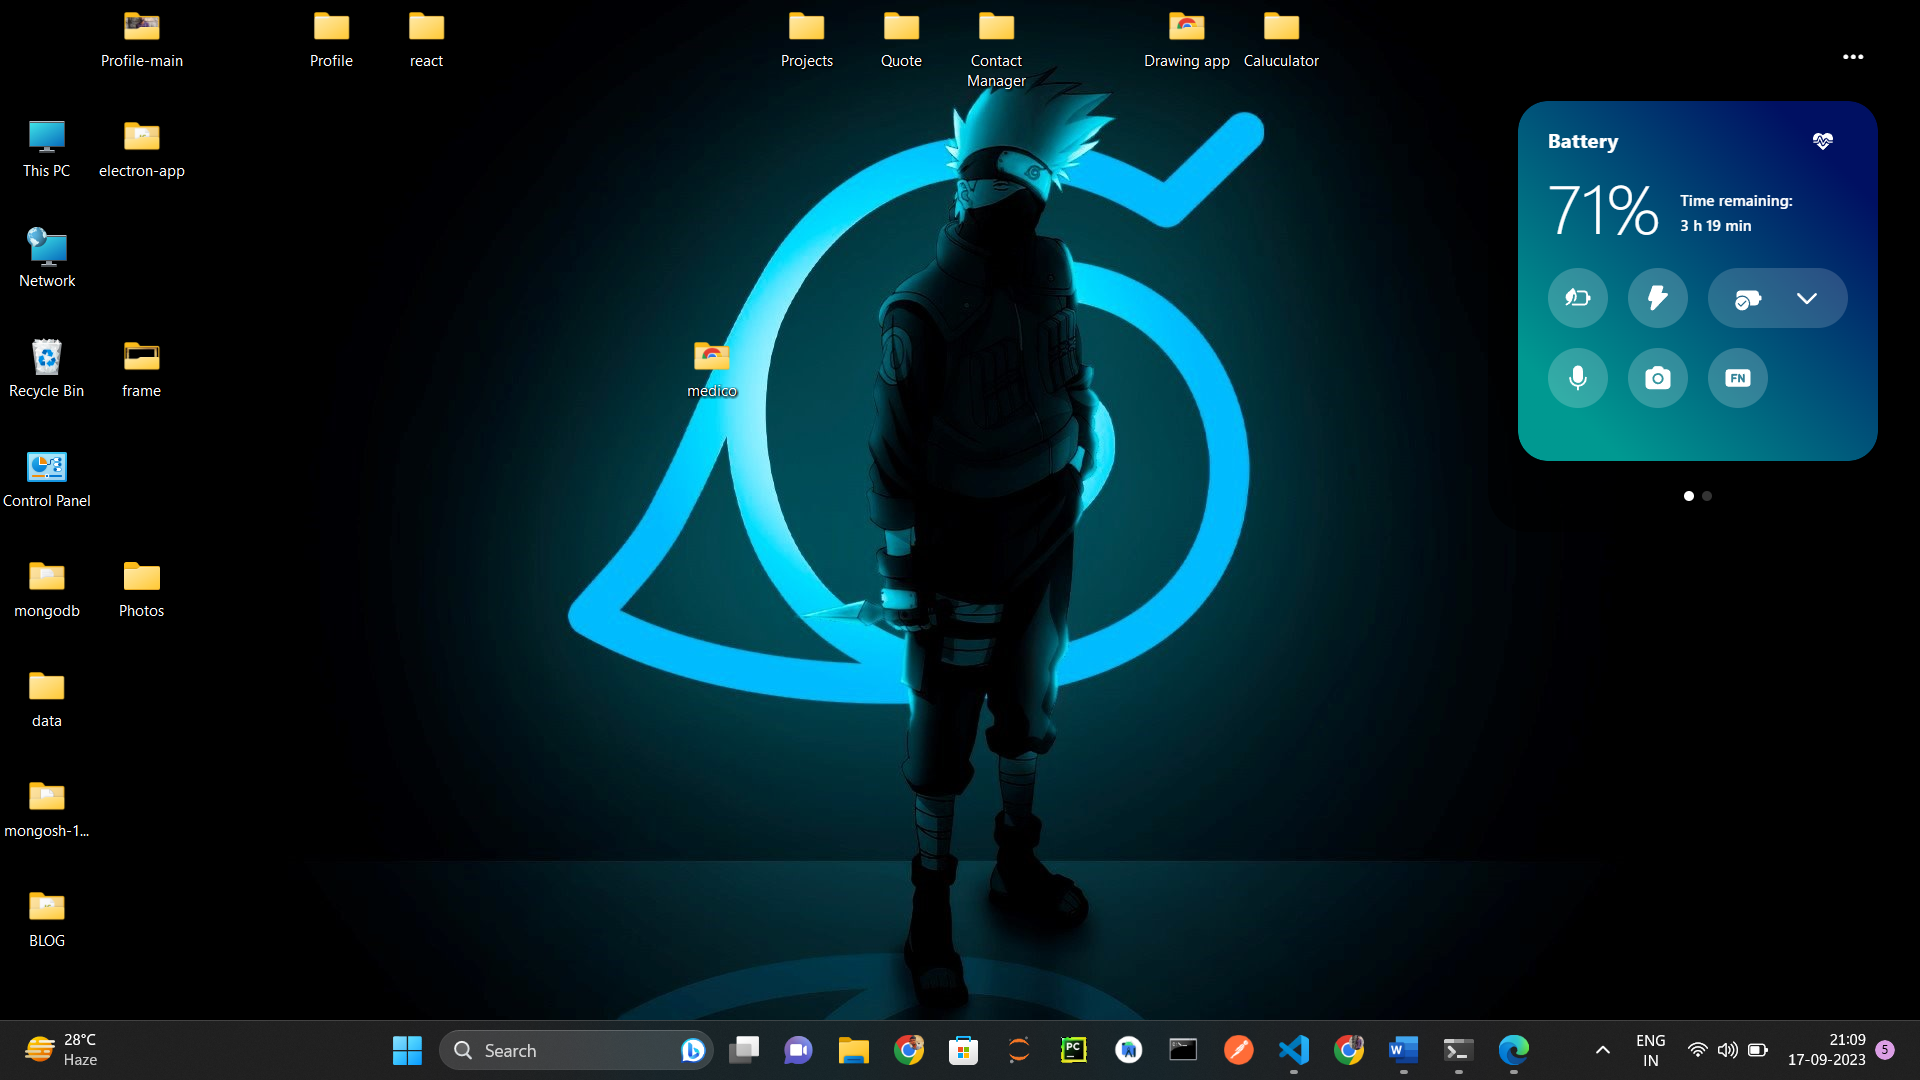 Profile-main
Profile
react
Projects
Quote
Contact
Manager
Drawing app
Caluculator
This PC
electron-app
Network
Recycle Bin
frame
medico
Control Panel
mongodb
Photos
data
mongosh-1...
BLOG
Battery
71%
Time remaining:
3 h 19 min
FN
28°C
Haze
Search
PC
ENG
IN
21:09
17-09-2023
5